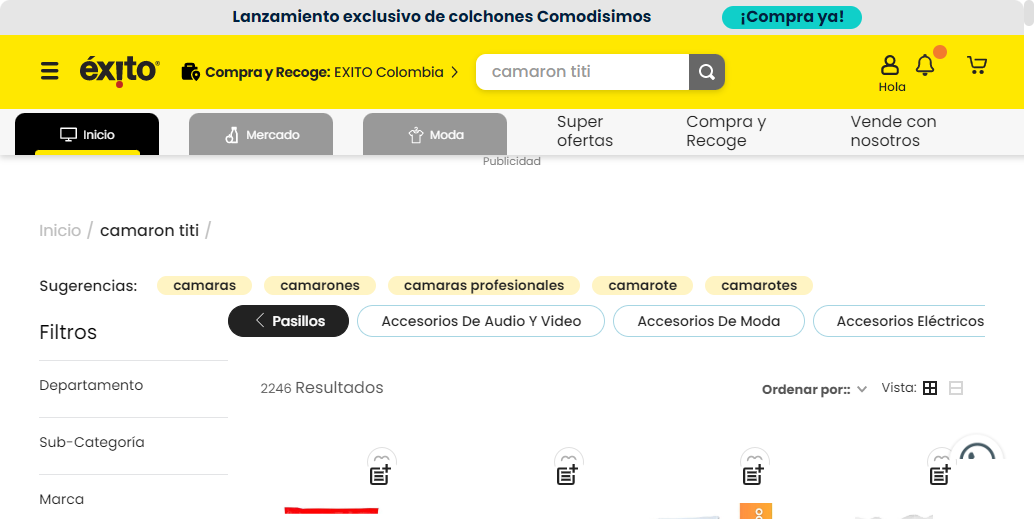 Lanzamiento exclusivo de colchones Comodisimos ¡Compra ya!
éxito Compra y Recoge: EXITO Colombia camaron titi Hola
Inicio Mercado Moda
Super ofertas
Compra y Recoge
Vende con nosotros
Publicidad
Inicio / camaron titi /
Sugerencias: camaras camarones camaras profesionales camarote camarotes
Filtros
Pasillos Accesorios De Audio Y Video Accesorios De Moda Accesorios Eléctricos
Departamento
2246 Resultados Ordenar por:: Vista:
Sub-Categoría
Marca